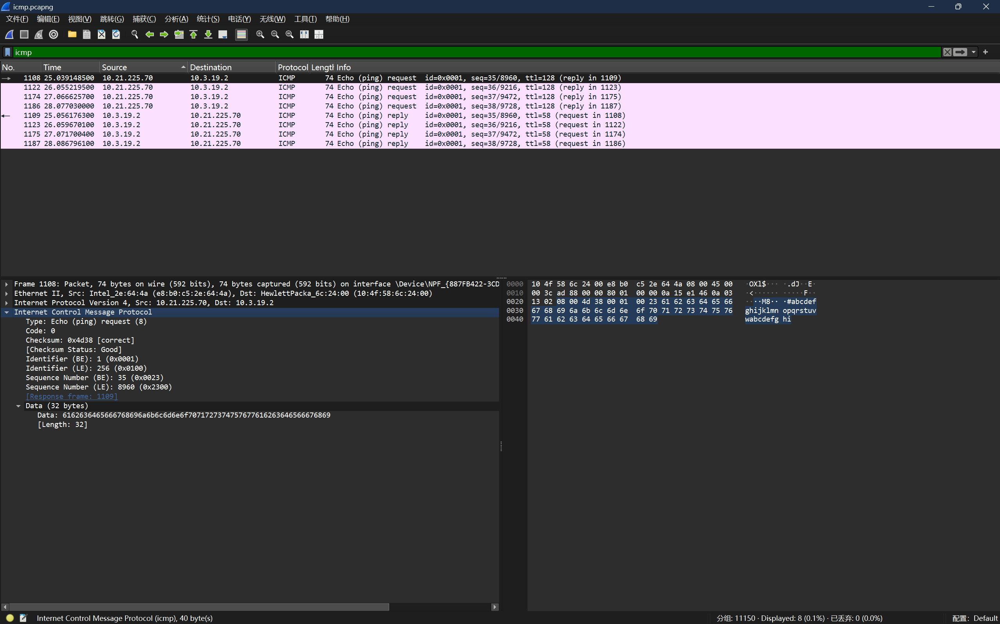 icmp.pcapng
文件(F) 编辑(E) 视图(V) 跳转(G) 捕获(C) 分析(A) 统计(S) 电话(Y) 无线(W) 工具(T) 帮助(H)
icmp
No. Time Source Destination Protocol Length Info
1108 25.039148500 10.21.225.70 10.3.19.2 ICMP 74 Echo (ping) request id=0x0001, seq=35/8960, ttl=128 (reply in 1109)
1122 26.055219500 10.21.225.70 10.3.19.2 ICMP 74 Echo (ping) request id=0x0001, seq=36/9216, ttl=128 (reply in 1123)
1174 27.066625700 10.21.225.70 10.3.19.2 ICMP 74 Echo (ping) request id=0x0001, seq=37/9472, ttl=128 (reply in 1175)
1186 28.077030000 10.21.225.70 10.3.19.2 ICMP 74 Echo (ping) request id=0x0001, seq=38/9728, ttl=128 (reply in 1187)
1109 25.056176300 10.3.19.2 10.21.225.70 ICMP 74 Echo (ping) reply id=0x0001, seq=35/8960, ttl=58 (request in 1108)
1123 26.059670100 10.3.19.2 10.21.225.70 ICMP 74 Echo (ping) reply id=0x0001, seq=36/9216, ttl=58 (request in 1122)
1175 27.071700400 10.3.19.2 10.21.225.70 ICMP 74 Echo (ping) reply id=0x0001, seq=37/9472, ttl=58 (request in 1174)
1187 28.086796100 10.3.19.2 10.21.225.70 ICMP 74 Echo (ping) reply id=0x0001, seq=38/9728, ttl=58 (request in 1186)
Frame 1108: Packet, 74 bytes on wire (592 bits), 74 bytes captured (592 bits) on interface \Device\NPF_{887FB422-3CD
Ethernet II, Src: Intel_2e:64:4a (e8:b0:c5:2e:64:4a), Dst: HewlettPacka_6c:24:00 (10:4f:58:6c:24:00)
Internet Protocol Version 4, Src: 10.21.225.70, Dst: 10.3.19.2
Internet Control Message Protocol
Type: Echo (ping) request (8)
Code: 0
Checksum: 0x4d38 [correct]
[Checksum Status: Good]
Identifier (BE): 1 (0x0001)
Identifier (LE): 256 (0x0100)
Sequence Number (BE): 35 (0x0023)
Sequence Number (LE): 8960 (0x2300)
[Response frame: 1109]
Data (32 bytes)
Data: 6162636465666768696a6b6c6d6e6f7071727374757677616263646566676869
[Length: 32]
0000 10 4f 58 6c 24 00 e8 b0 c5 2e 64 4a 08 00 45 00 ·OXl$··· ·.dJ··E·
0010 00 3c ad 88 00 00 80 01 00 00 0a 15 e1 46 0a 03 ·<······ ·····F··
0020 13 02 08 00 4d 38 00 01 00 23 61 62 63 64 65 66 ····M8·· ·#abcdef
0030 67 68 69 6a 6b 6c 6d 6e 6f 70 71 72 73 74 75 76 ghijklmn opqrstuv
0040 77 61 62 63 64 65 66 67 68 69 wabcdefg hi
Internet Control Message Protocol (icmp), 40 byte(s) 分组: 11150 · Displayed: 8 (0.1%) · 已丢弃: 0 (0.0%) 配置: Default